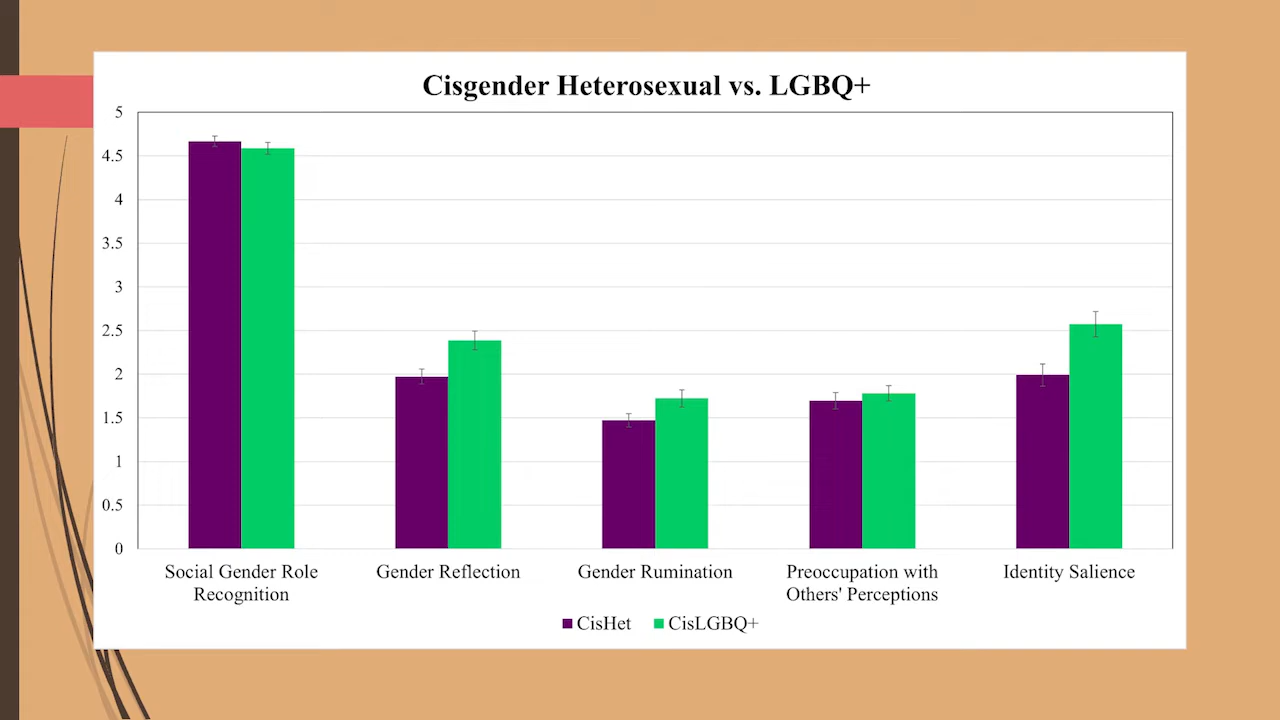 Cisgender Heterosexual vs. LGBQ+
5
4.5
4
3.5
3
2.5
2
1.5
1
0.5
0
Social Gender Role
Recognition
Gender Reflection
Gender Rumination
Preoccupation with
Others' Perceptions
Identity Salience
CisHet CisLGBQ+